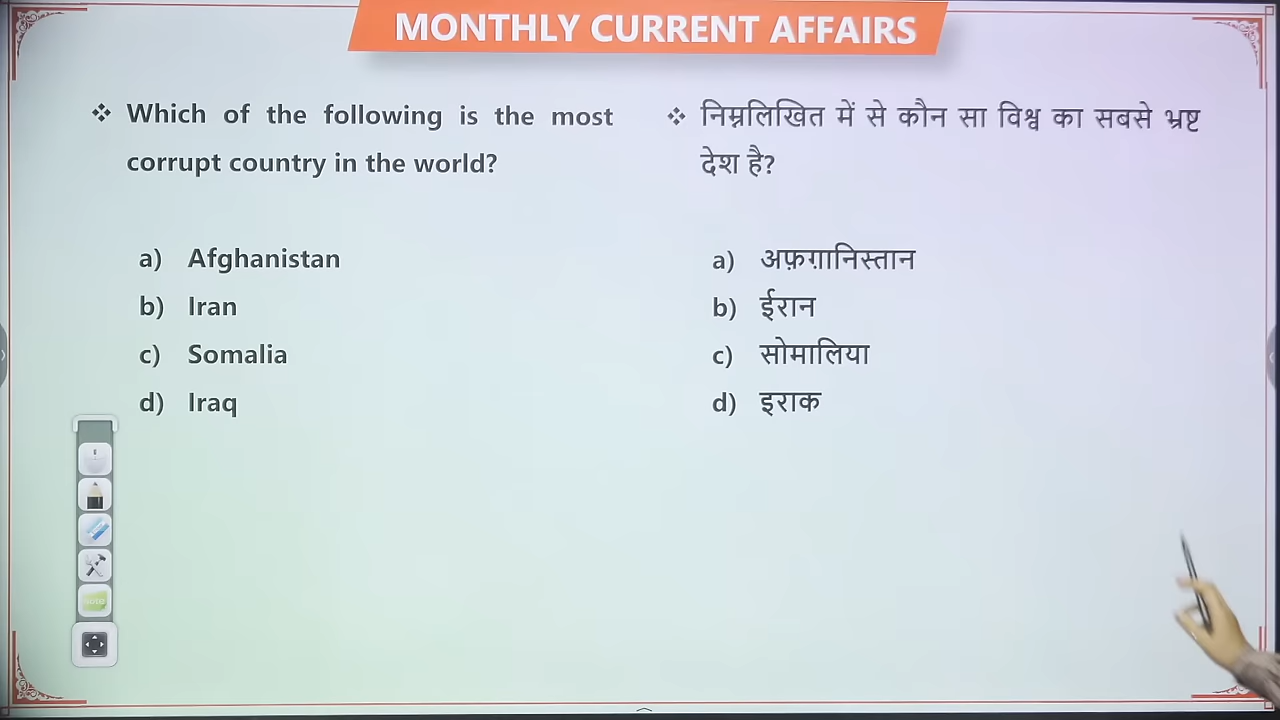 MONTHLY CURRENT AFFAIRS
❖ Which of the following is the most
corrupt country in the world?
a) Afghanistan
b) Iran
c) Somalia
d) Iraq
❖ निम्नलिखित में से कौन सा विश्व का सबसे भ्रष्ट
देश है?
a) अफ़ग़ानिस्तान
b) ईरान
c) सोमालिया
d) इराक